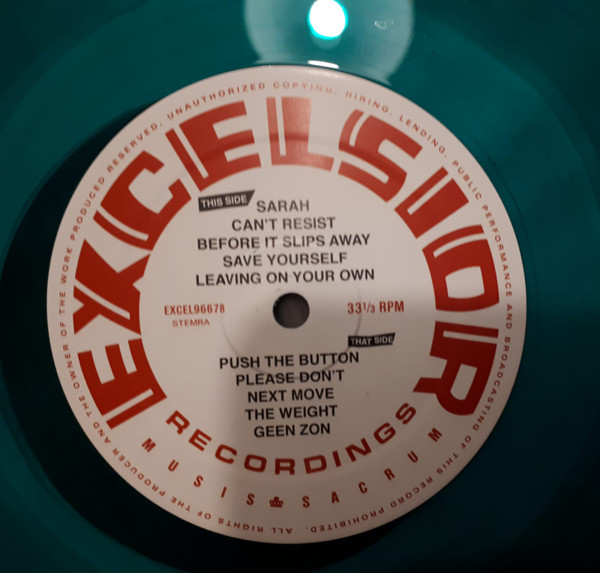 ALL RIGHTS OF THE PRODUCER AND THE OWNER OF THE WORK PRODUCED RESERVED. UNAUTHORIZED COPYING, HIRING, LENDING, PUBLIC PERFORMANCE AND BROADCASTING OF THIS RECORD PROHIBITED.
EXCELSIOR
THIS SIDE
SARAH
CAN'T RESIST
BEFORE IT SLIPS AWAY
SAVE YOURSELF
LEAVING ON YOUR OWN
EXCEL96678
33⅓ RPM
STEMRA
THAT SIDE
PUSH THE BUTTON
PLEASE DON'T
NEXT MOVE
THE WEIGHT
GEEN ZON
RECORDINGS
MUSIS SACRUM